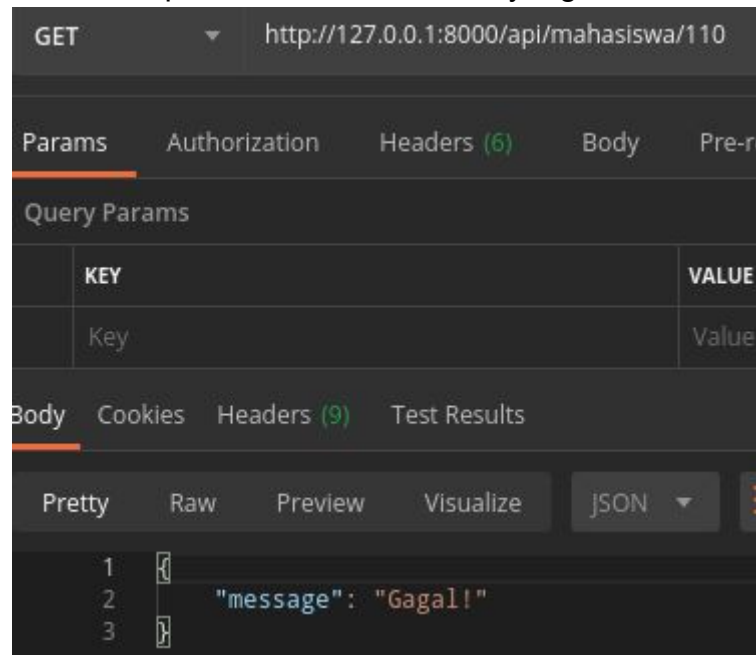 GET http://127.0.0.1:8000/api/mahasiswa/110
Params Authorization Headers (6) Body
Query Params
KEY VALUE
Key Value
Body Cookies Headers (9) Test Results
Pretty Raw Preview Visualize JSON
1 {
2 "message": "Gagal!"
3 }